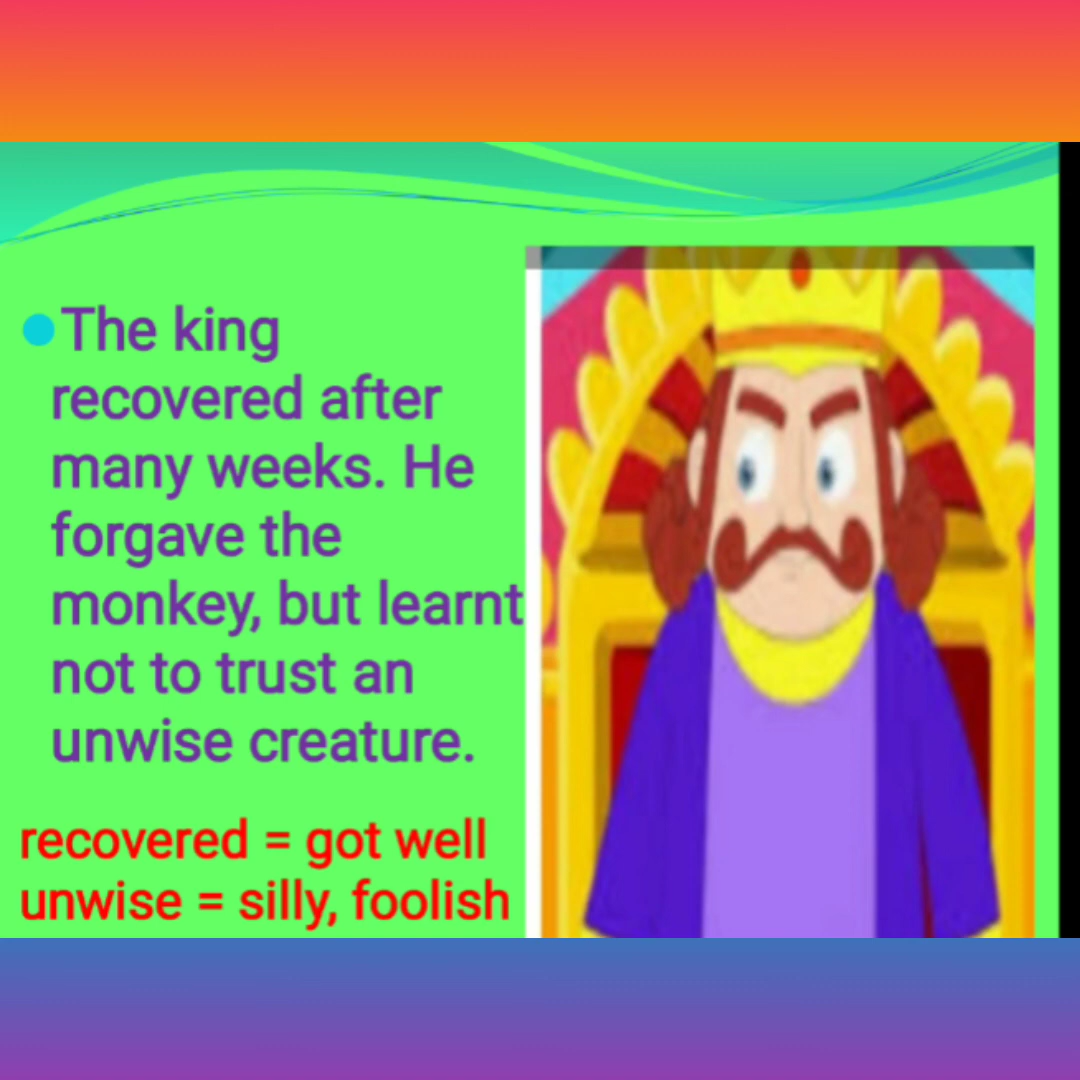 The king
recovered after
many weeks. He
forgave the
monkey, but learnt
not to trust an
unwise creature.
recovered = got well
unwise = silly, foolish